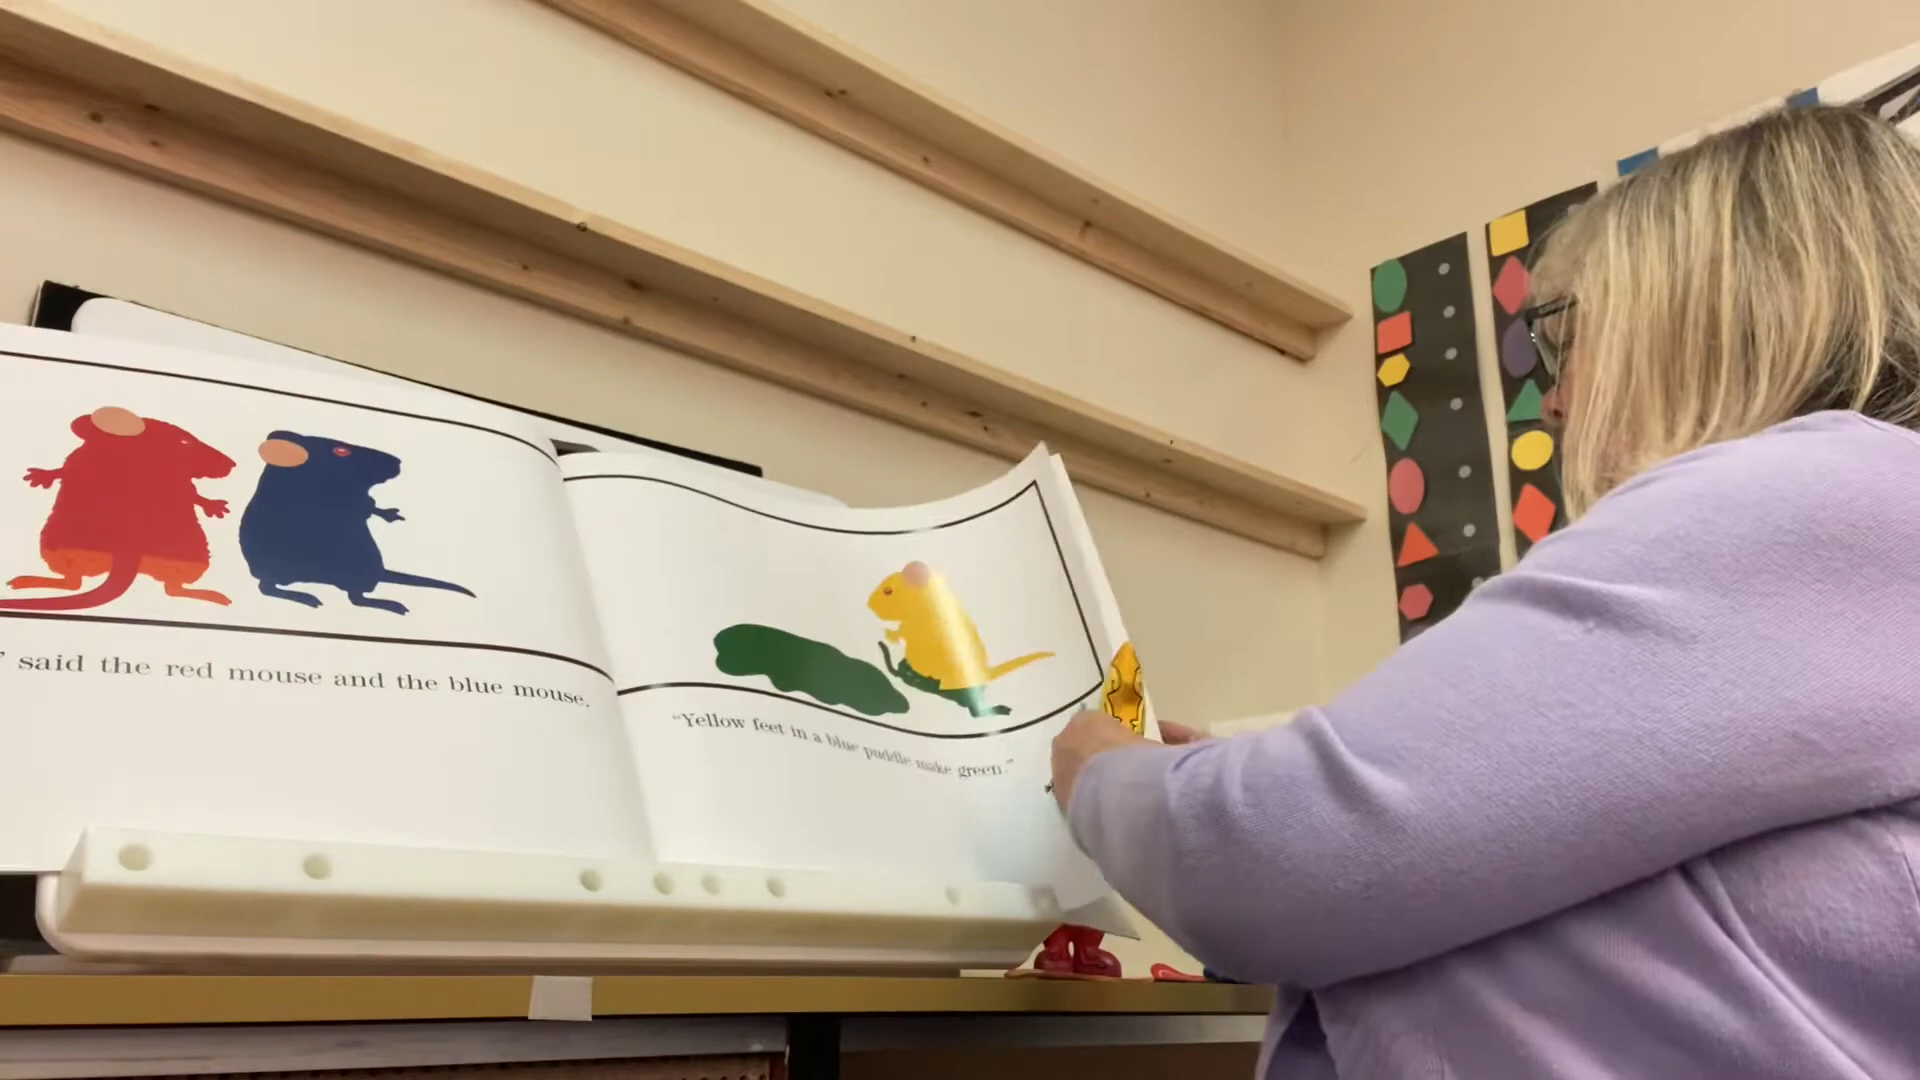 ” said the red mouse and the blue mouse.
“Yellow feet in a blue puddle make green.”